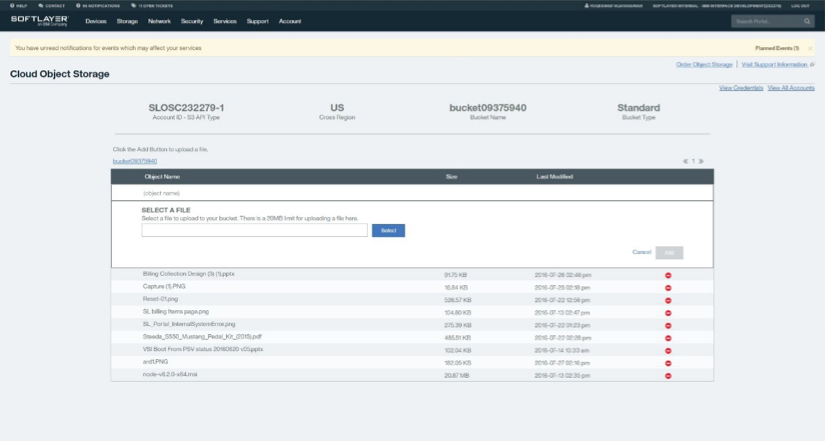 HELP CONTACT NOTIFICATIONS 11 OPEN TICKETS LOG OUT
SOFTLAYER
an IBM Company
Devices Storage Network Security Services Support Account
Search Portal...
You have unread notifications for events which may affect your services
Planned Events (1)
Order Object Storage | Visit Support Information
Cloud Object Storage
View Credentials View All Accounts
SLOSC232279-1 US bucket09375940 Standard
Account ID - S3 API Type Cross Region Bucket Name Bucket Type
Click the Add Button to upload a file.
bucket09375940
« 1 »
Object Name Size Last Modified
(object name)
SELECT A FILE
Select a file to upload to your bucket. There is a 20MB limit for uploading a file here.
Select
Cancel Add
Billing Collection Design (3) (1).pptx 91.75 KB 2016-07-26 02:48 pm
Capture (1).PNG 16.84 KB 2016-07-25 02:18 pm
Reset-01.png 526.57 KB 2016-07-22 12:58 pm
SL billing items page.png 104.80 KB 2016-07-13 02:47 pm
SL_Portal_InternalSystemError.png 275.39 KB 2016-07-22 01:23 pm
Steeda_S550_Mustang_Pedal_Kit_(2015).pdf 485.51 KB 2016-07-22 02:28 pm
VSI Boot From PSV status 20160620 v05.pptx 102.04 KB 2016-07-14 10:33 am
ard1.PNG 162.05 KB 2016-07-27 02:16 pm
node-v6.2.0-x64.msi 20.87 MB 2016-07-13 02:35 pm